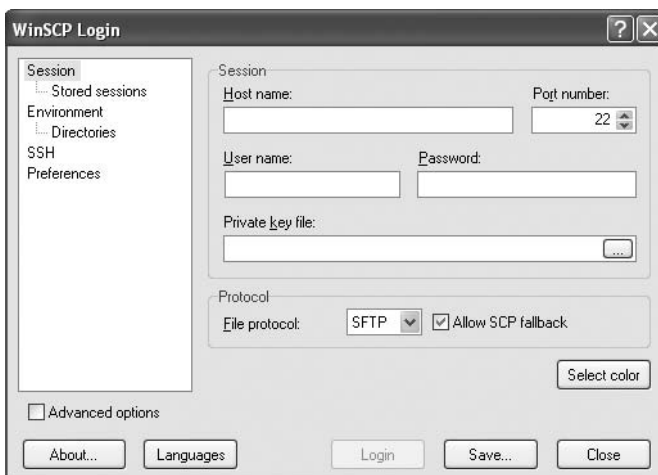 WinSCP Login
Session
Stored sessions
Environment
Directories
SSH
Preferences
Session
Host name:
Port number:
22
User name:
Password:
Private key file:
...
Protocol
File protocol:
SFTP
Allow SCP fallback
Select color
Advanced options
About...
Languages
Login
Save...
Close